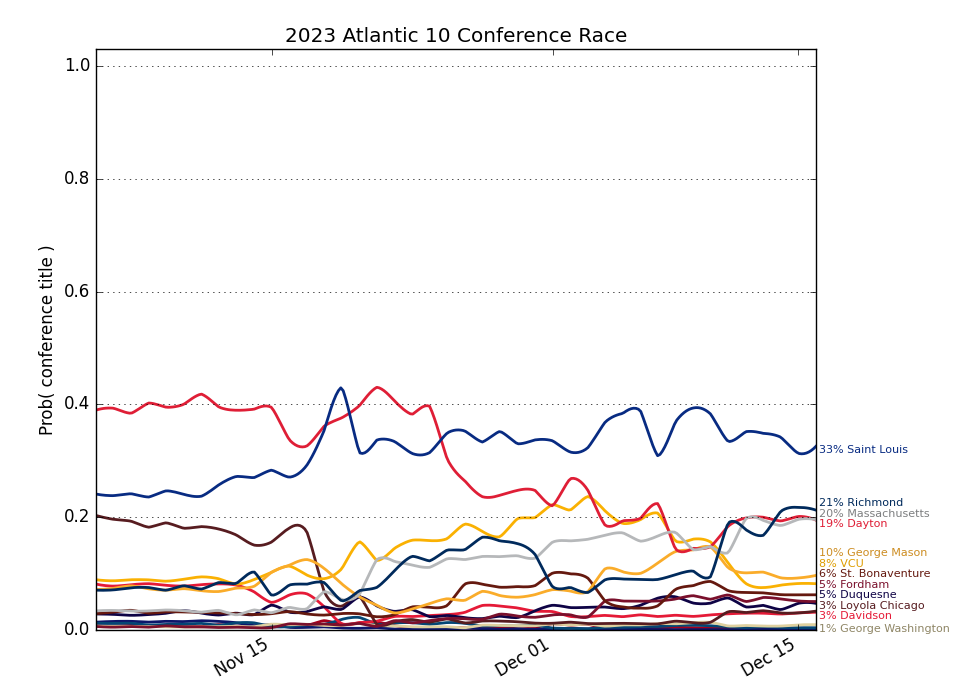 2023 Atlantic 10 Conference Race
Prob( conference title )
1.0
0.8
0.6
0.4
0.2
0.0
Nov 15
Dec 01
Dec 15
33% Saint Louis
21% Richmond
20% Massachusetts
19% Dayton
10% George Mason
8% VCU
6% St. Bonaventure
5% Fordham
5% Duquesne
3% Loyola Chicago
3% Davidson
1% George Washington